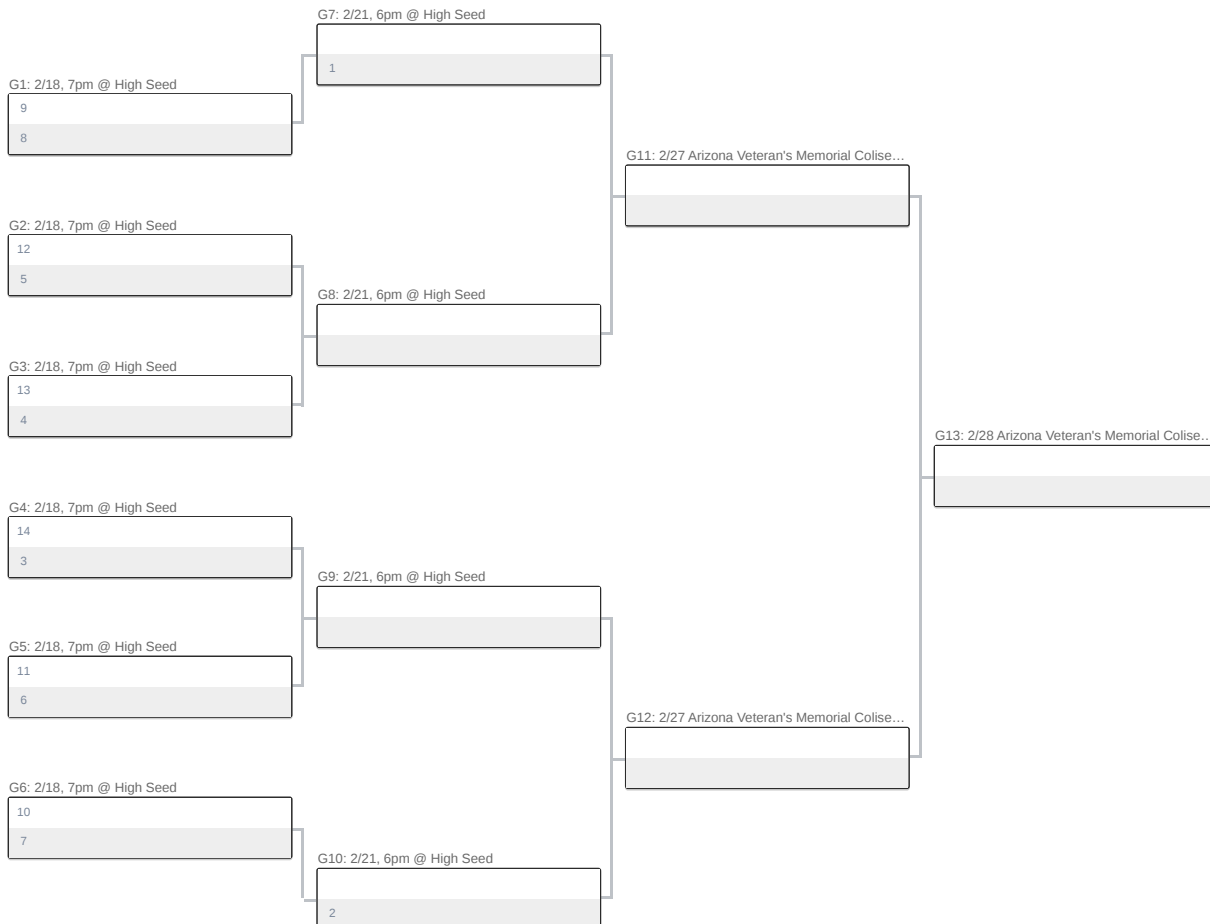 G7: 2/21, 6pm @ High Seed
1
G1: 2/18, 7pm @ High Seed
9
8
G11: 2/27 Arizona Veteran's Memorial Colise...
G2: 2/18, 7pm @ High Seed
12
5
G8: 2/21, 6pm @ High Seed
G3: 2/18, 7pm @ High Seed
13
4
G13: 2/28 Arizona Veteran's Memorial Colise..
G4: 2/18, 7pm @ High Seed
14
3
G9: 2/21, 6pm @ High Seed
G5: 2/18, 7pm @ High Seed
11
6
G12: 2/27 Arizona Veteran's Memorial Colise...
G6: 2/18, 7pm @ High Seed
10
7
G10: 2/21, 6pm @ High Seed
2